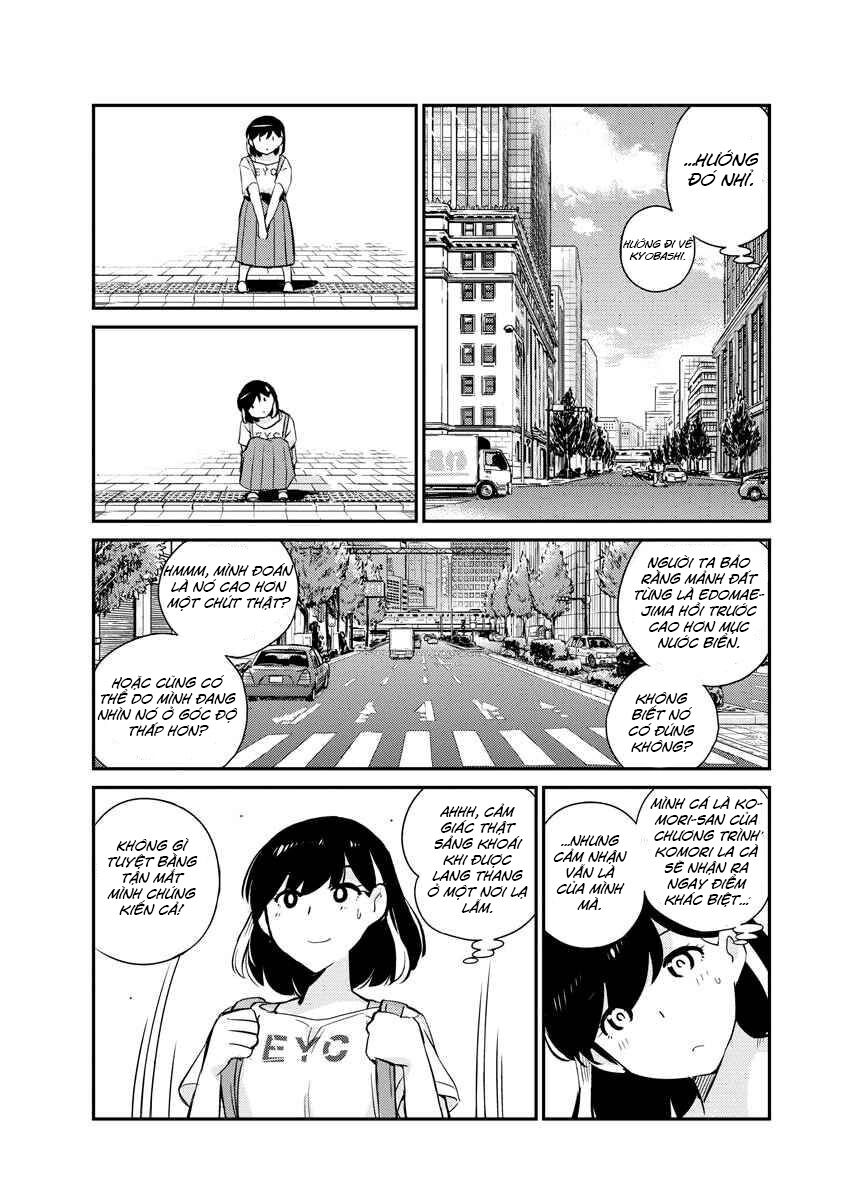 ...HƯỚNG
ĐÓ NHỈ.
HƯỚNG ĐI VỀ
KYOBASHI.
EYC
NGƯỜI TA BẢO
RẰNG MẢNH ĐẤT
TỪNG LÀ EDOMAE-
JIMA HỒI TRƯỚC
CAO HƠN MỰC
NƯỚC BIỂN.
KHÔNG
BIẾT NÓ
CÓ ĐÚNG
KHÔNG?
HMMM, MÌNH ĐOÁN
LÀ NÓ CAO HƠN
MỘT CHÚT THẬT?
HOẶC CŨNG CÓ
THỂ DO MÌNH ĐANG
NHÌN NÓ Ở GÓC ĐỘ
THẤP HƠN?
MÌNH CÁ LÀ KO-
MORI-SAN CỦA
CHƯƠNG TRÌNH
KOMORI LA CÀ
SẼ NHẬN RA
NGAY ĐIỂM
KHÁC BIỆT...
...NHƯNG
CẢM NHẬN
VẪN LÀ
CỦA MÌNH
MÀ.
AHHH, CẢM
GIÁC THẬT
SẢNG KHOÁI
KHI ĐƯỢC
LANG THANG
Ở MỘT NƠI LẠ
LẪM.
KHÔNG GÌ
TUYỆT BẰNG
TẬN MẮT
MÌNH CHỨNG
KIẾN CẢ!
EYC